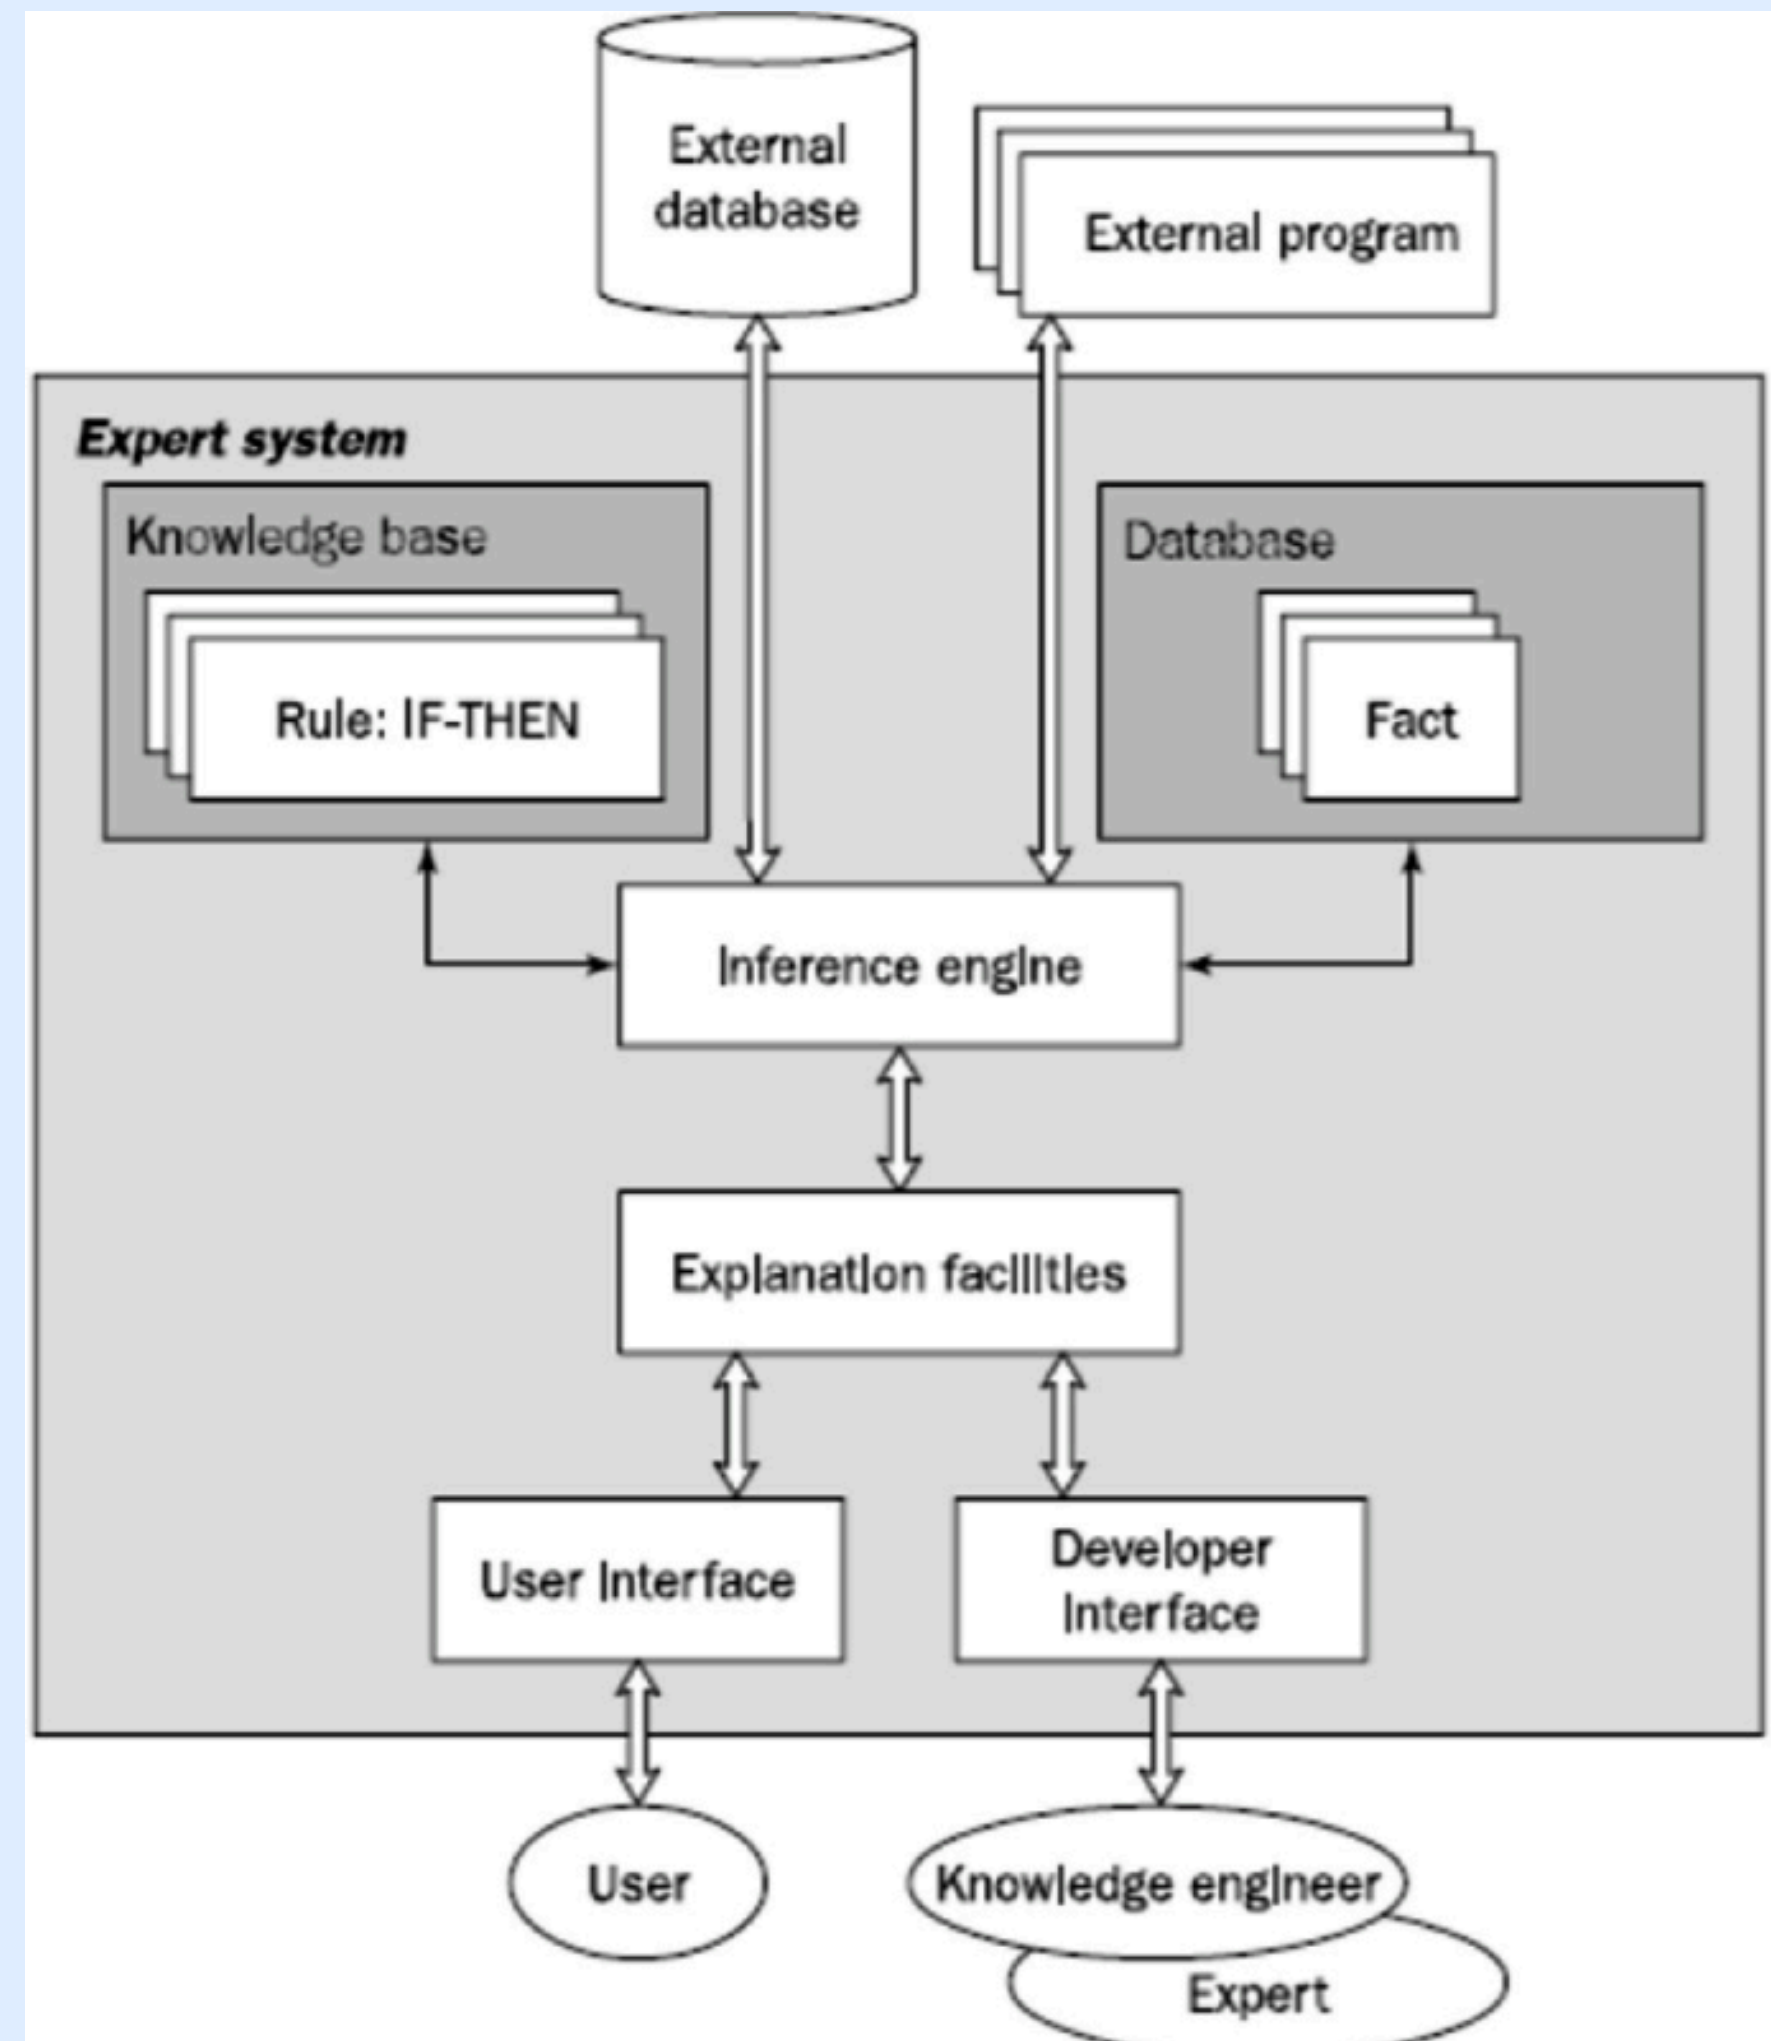 External
database
External program
Expert system
Knowledge base
Database
Rule: IF-THEN
Fact
Inference engine
Explanation facilities
User interface
Developer
interface
User
Knowledge engineer
Expert